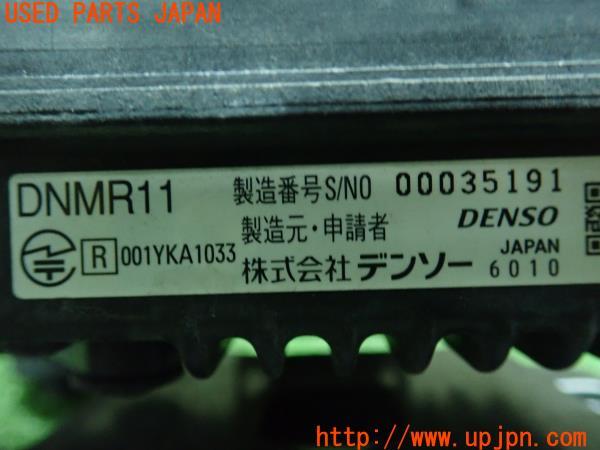 USED PARTS JAPAN
DNMR11
製造番号S/NO 00035191
製造元・申請者 DENSO
R 001YKA1033
JAPAN
株式会社 デンソー 6010
http://www.upjpn.com/